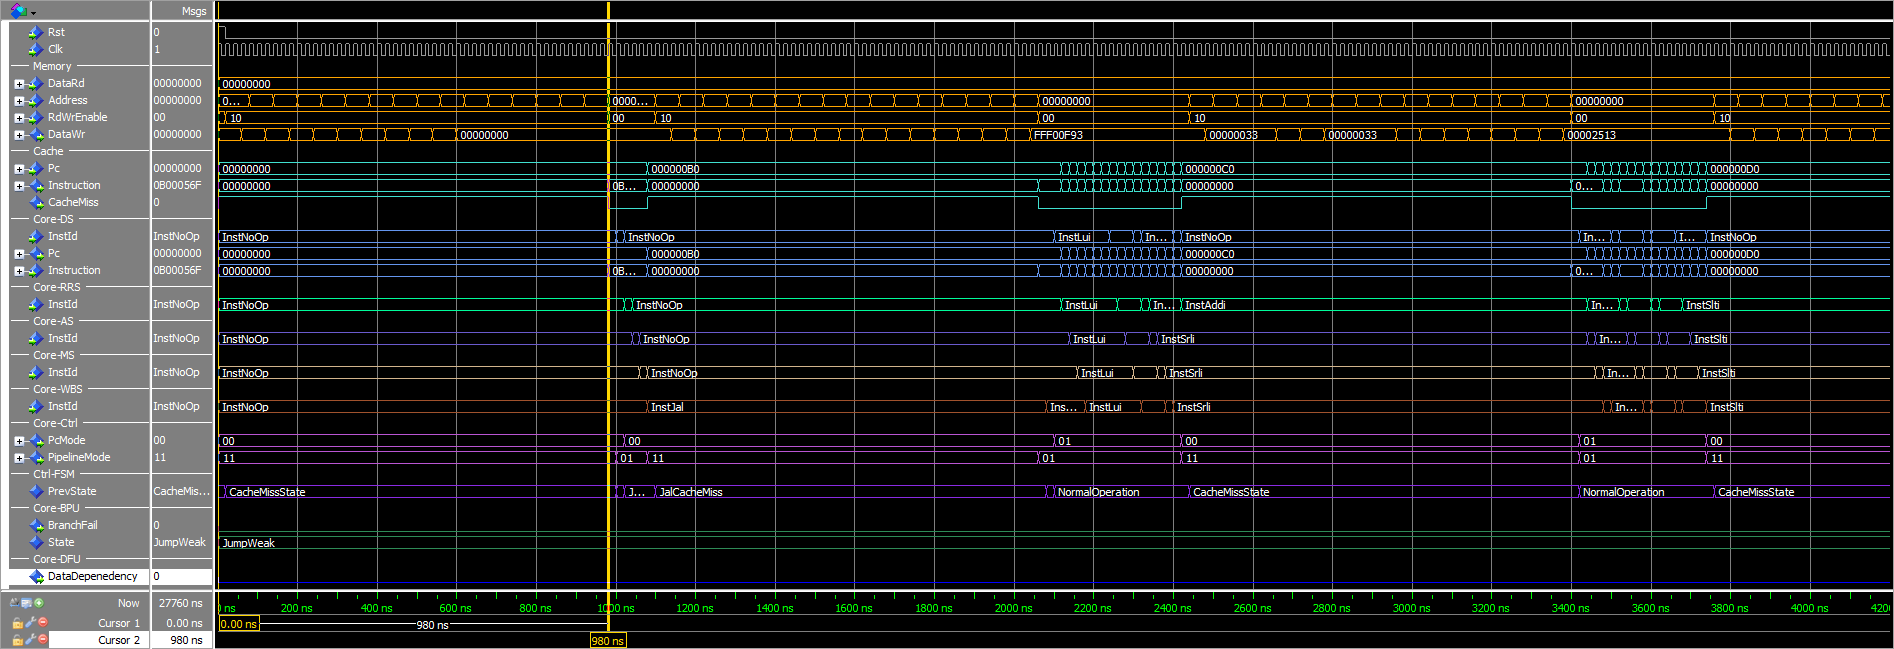 Msgs
Rst 0
Clk 1
Memory
DataRd 00000000 00000000
Address 00000000 0... 0000... 00000000 00000000
RdWrEnable 00 10 00 10 00 10 00 10
DataWr 00000000 00000000 FFF00F93 00000033 00000033 00002513
Cache
Pc 00000000 00000000 000000B0 000000C0 000000D0
Instruction 0B00056F 00000000 0B... 00000000 00000000 0... 00000000
CacheMiss 0
Core-DS
InstId InstNoOp InstNoOp InstNoOp InstLui In... InstNoOp In... I... InstNoOp
Pc 00000000 00000000 000000B0 000000C0 000000D0
Instruction 0B00056F 00000000 0B... 00000000 00000000 0... 00000000
Core-RRS
InstId InstNoOp InstNoOp InstNoOp InstLui In... InstAddi In... InstSlti
Core-AS
InstId InstNoOp InstNoOp InstNoOp InstLui InstSrli In... InstSlti
Core-MS
InstId InstNoOp InstNoOp InstNoOp InstLui InstSrli In... InstSlti
Core-WBS
InstId InstNoOp InstNoOp InstJal Ins... InstLui InstSrli In... InstSlti
Core-Ctrl
PcMode 00 00 00 01 00 01 00
PipelineMode 11 11 01 11 01 11 01 11
Ctrl-FSM
PrevState CacheMis... CacheMissState J... JalCacheMiss NormalOperation CacheMissState NormalOperation CacheMissState
Core-BPU
BranchFail 0
State JumpWeak JumpWeak
Core-DFU
DataDepenedency 0
Now 27760 ns ns 200 ns 400 ns 600 ns 800 ns 1000 ns 1200 ns 1400 ns 1600 ns 1800 ns 2000 ns 2200 ns 2400 ns 2600 ns 2800 ns 3000 ns 3200 ns 3400 ns 3600 ns 3800 ns 4000 ns 4200
Cursor 1 0.00 ns 0.00 ns 980 ns
Cursor 2 980 ns 980 ns